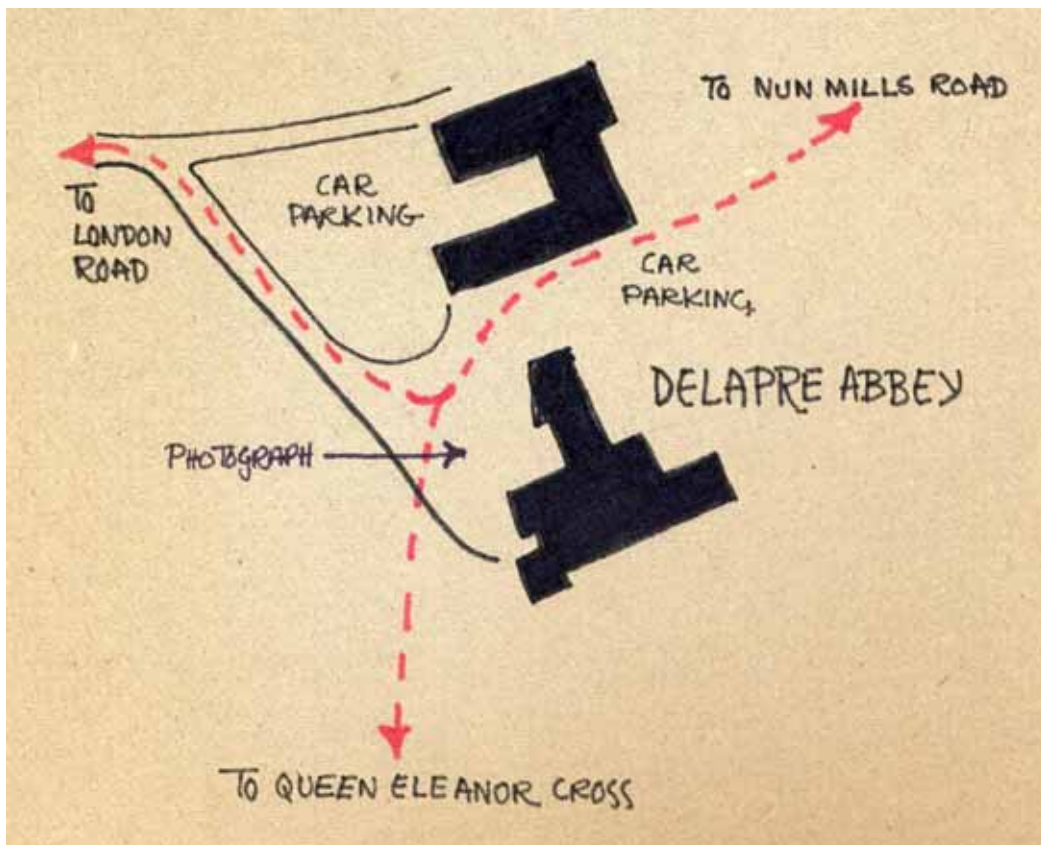 TO NUN MILLS ROAD
CAR
PARKING
TO
LONDON
ROAD
CAR
PARKING
DELAPRE ABBEY
PHOTOGRAPH
TO QUEEN ELEANOR CROSS